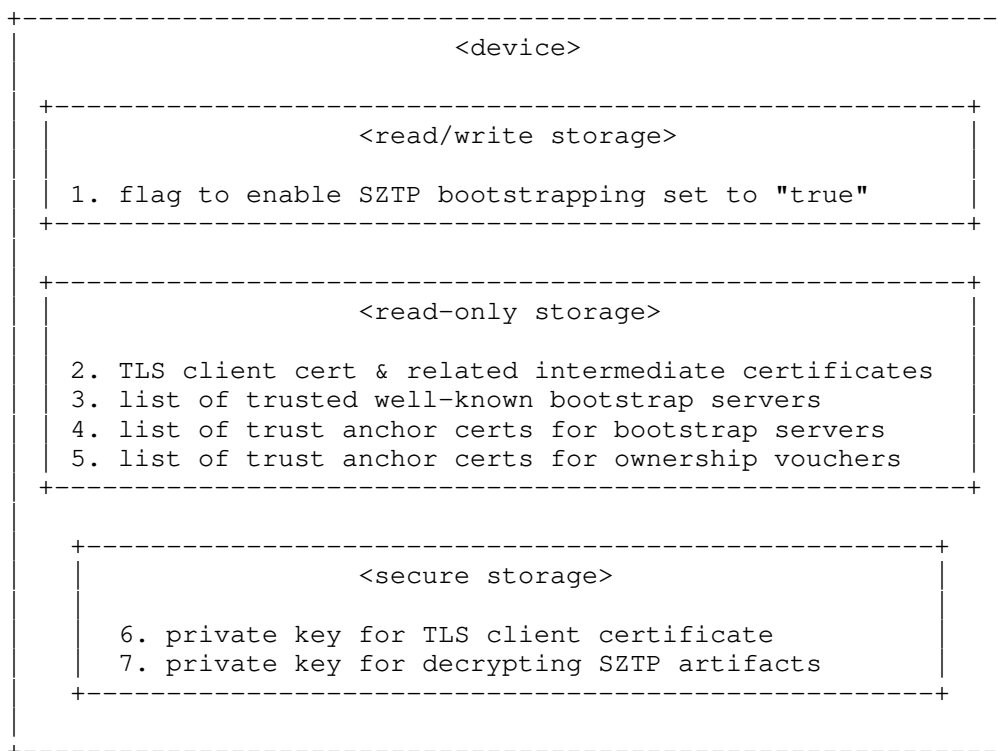 <device>
<read/write storage>
1. flag to enable SZTP bootstrapping set to "true"
<read-only storage>
2. TLS client cert & related intermediate certificates
3. list of trusted well-known bootstrap servers
4. list of trust anchor certs for bootstrap servers
5. list of trust anchor certs for ownership vouchers
<secure storage>
6. private key for TLS client certificate
7. private key for decrypting SZTP artifacts